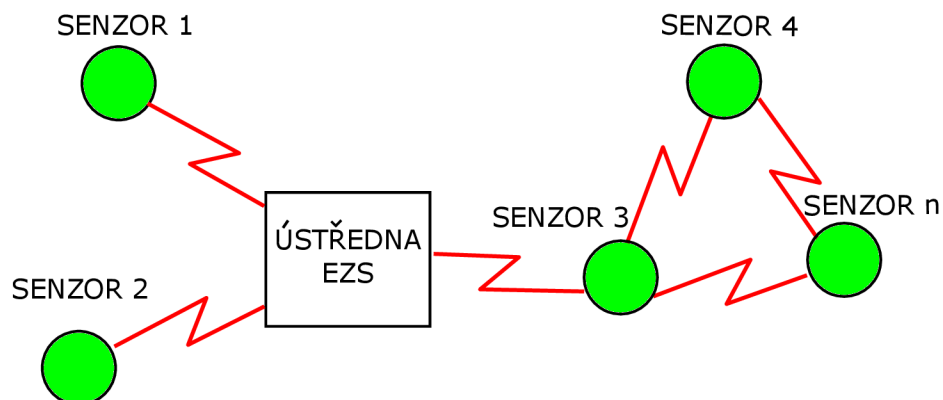 SENZOR 1
SENZOR 4
SENZOR 3
SENZOR n
ÚSTŘEDNA
EZS
SENZOR 2